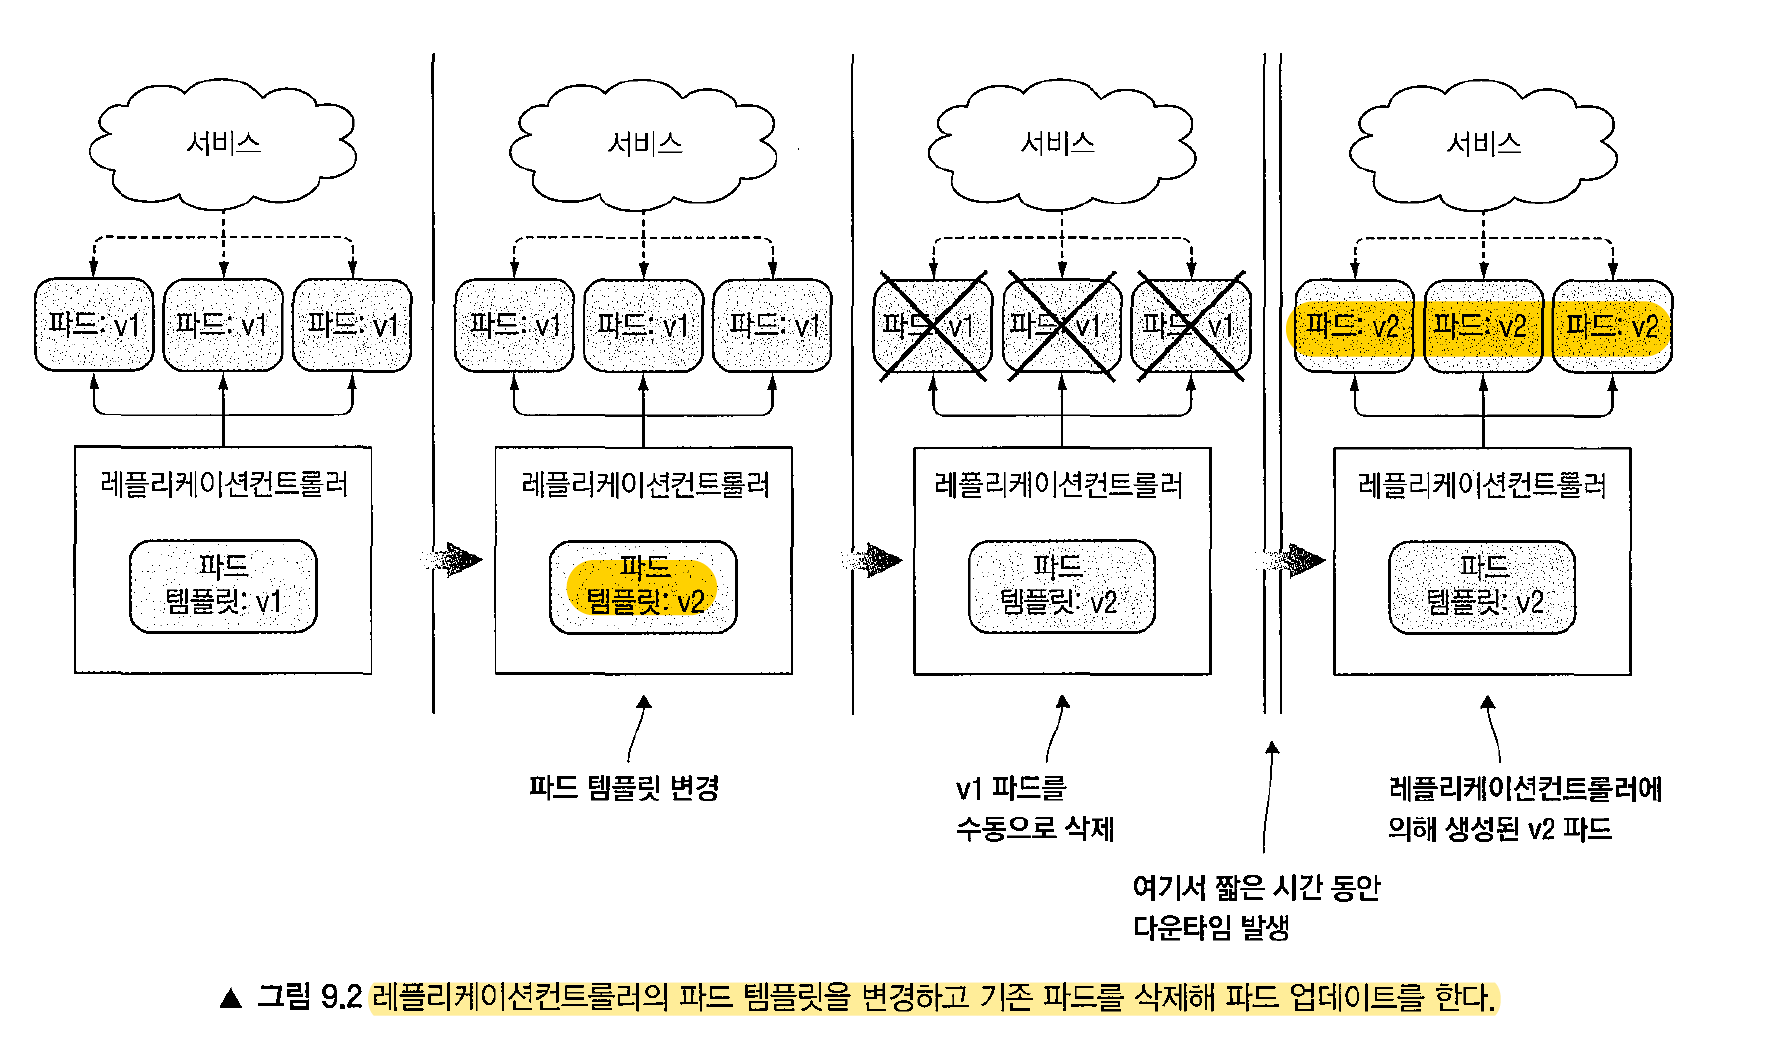 서비스
파드: v1 파드: v1 파드: v1
레플리케이션컨트롤러
파드
템플릿: v1
서비스
파드: v1 파드: v1 파드: v1
레플리케이션컨트롤러
파드
템플릿: v2
파드 템플릿 변경
서비스
파드: v1 파드: v1 파드: v1
레플리케이션컨트롤러
파드
템플릿: v2
v1 파드를
수동으로 삭제
여기서 짧은 시간 동안
다운타임 발생
서비스
파드: v2 파드: v2 파드: v2
레플리케이션컨트롤러
파드
템플릿: v2
레플리케이션컨트롤러에
의해 생성된 v2 파드
▲ 그림 9.2 레플리케이션컨트롤러의 파드 템플릿을 변경하고 기존 파드를 삭제해 파드 업데이트를 한다.